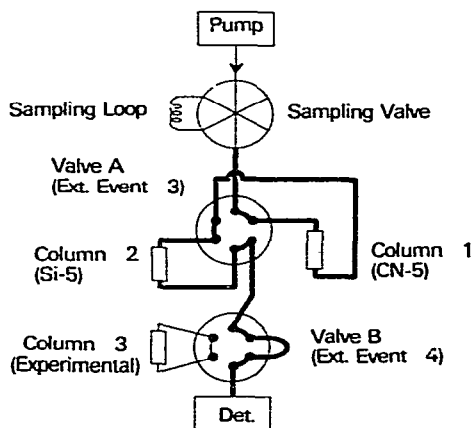 Pump
Sampling Loop
Sampling Valve
Valve A
(Ext. Event 3)
Column 2
(Si-5)
Column 1
(CN-5)
Column 3
(Experimental)
Valve B
(Ext. Event 4)
Det.